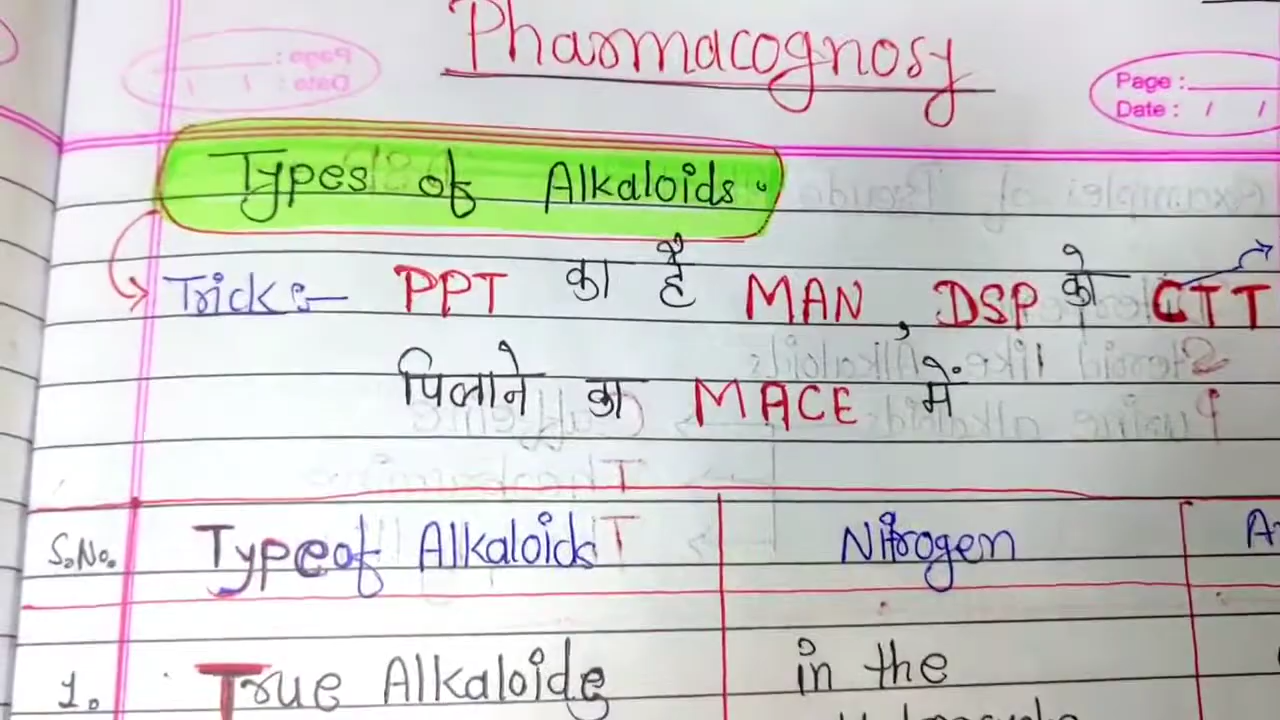 Pharmacognosy
Page :
Date : / /
Types of Alkaloids.
Trick :- PPT का है MAN , DSP को CTT
पिलाने का MACE में
S.No. Type of Alkaloids Nitrogen
1. True Alkaloids in the